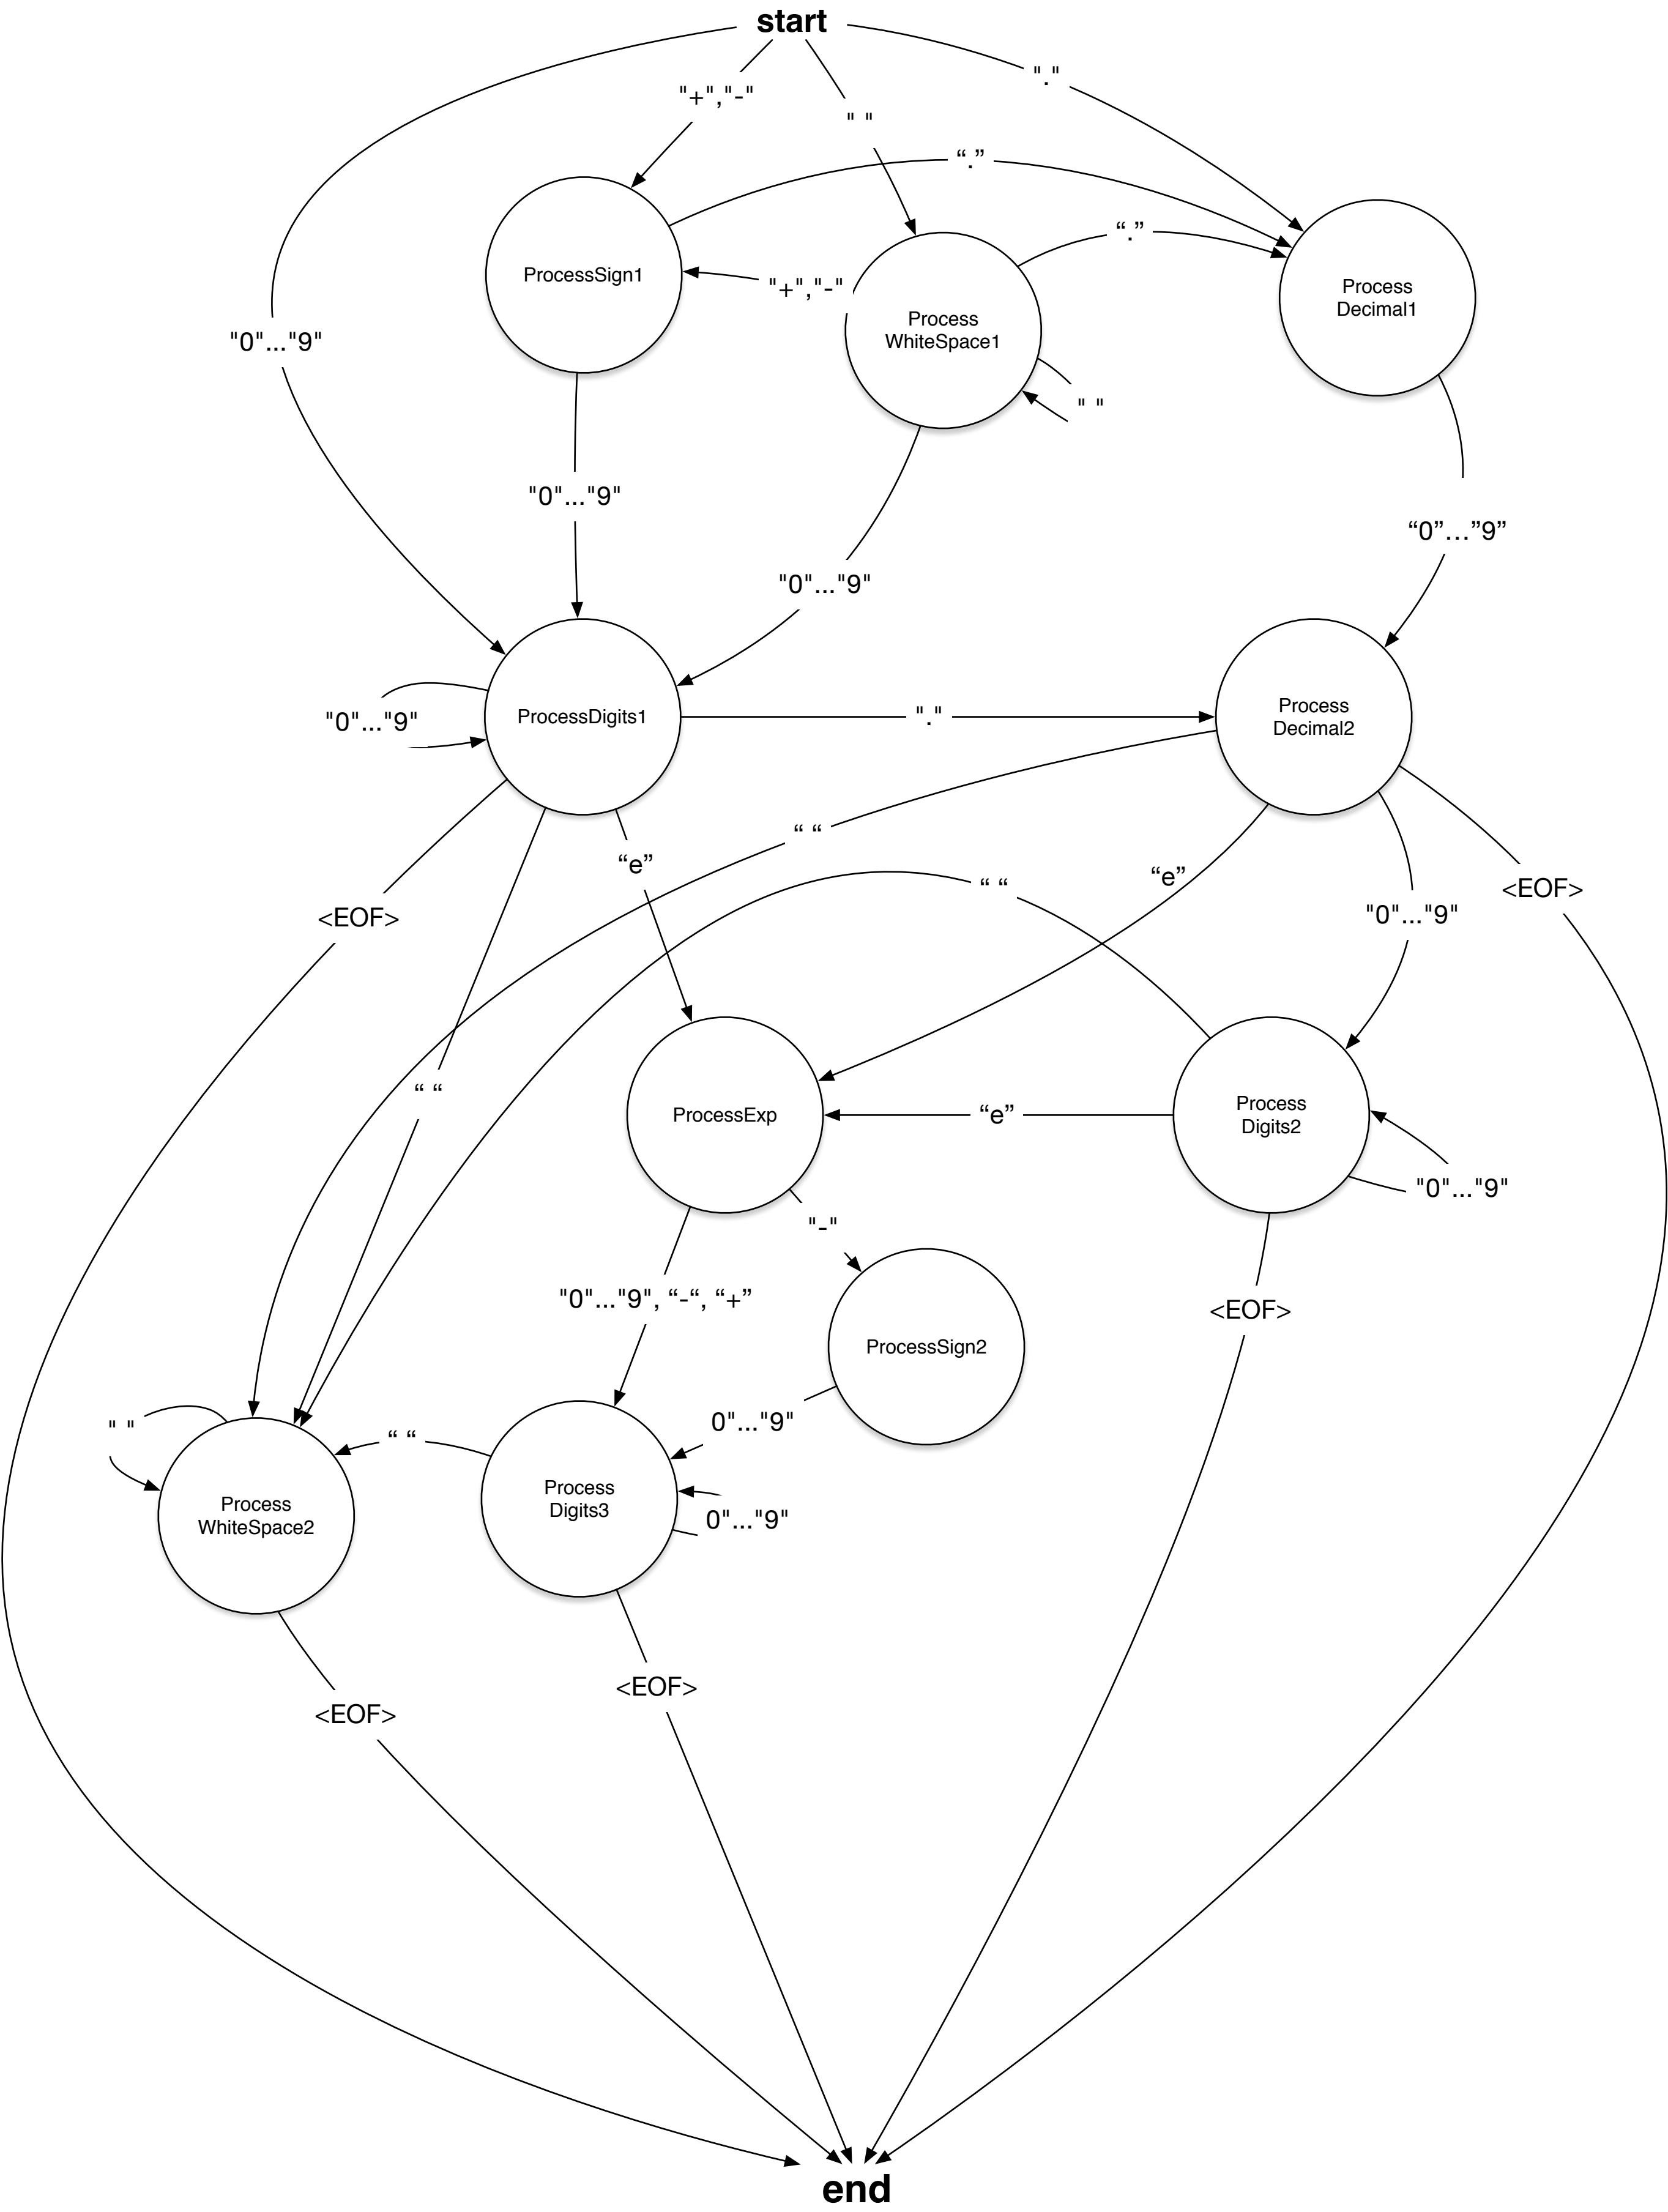 start
"."
"+","-"
" "
“.”
“.”
ProcessSign1
"+","-"
Process
WhiteSpace1
Process
Decimal1
"0"..."9"
" "
"0"..."9"
“0”...”9”
"0"..."9"
"0"..."9"
ProcessDigits1
"."
Process
Decimal2
“ “
“e”
“e”
“ “
<EOF>
"0"..."9"
<EOF>
“ “
ProcessExp
“e”
Process
Digits2
"0"..."9"
"-"
"0"..."9", “-“, “+”
<EOF>
ProcessSign2
" "
“ “
0"..."9"
Process
WhiteSpace2
Process
Digits3
0"..."9"
<EOF>
<EOF>
end